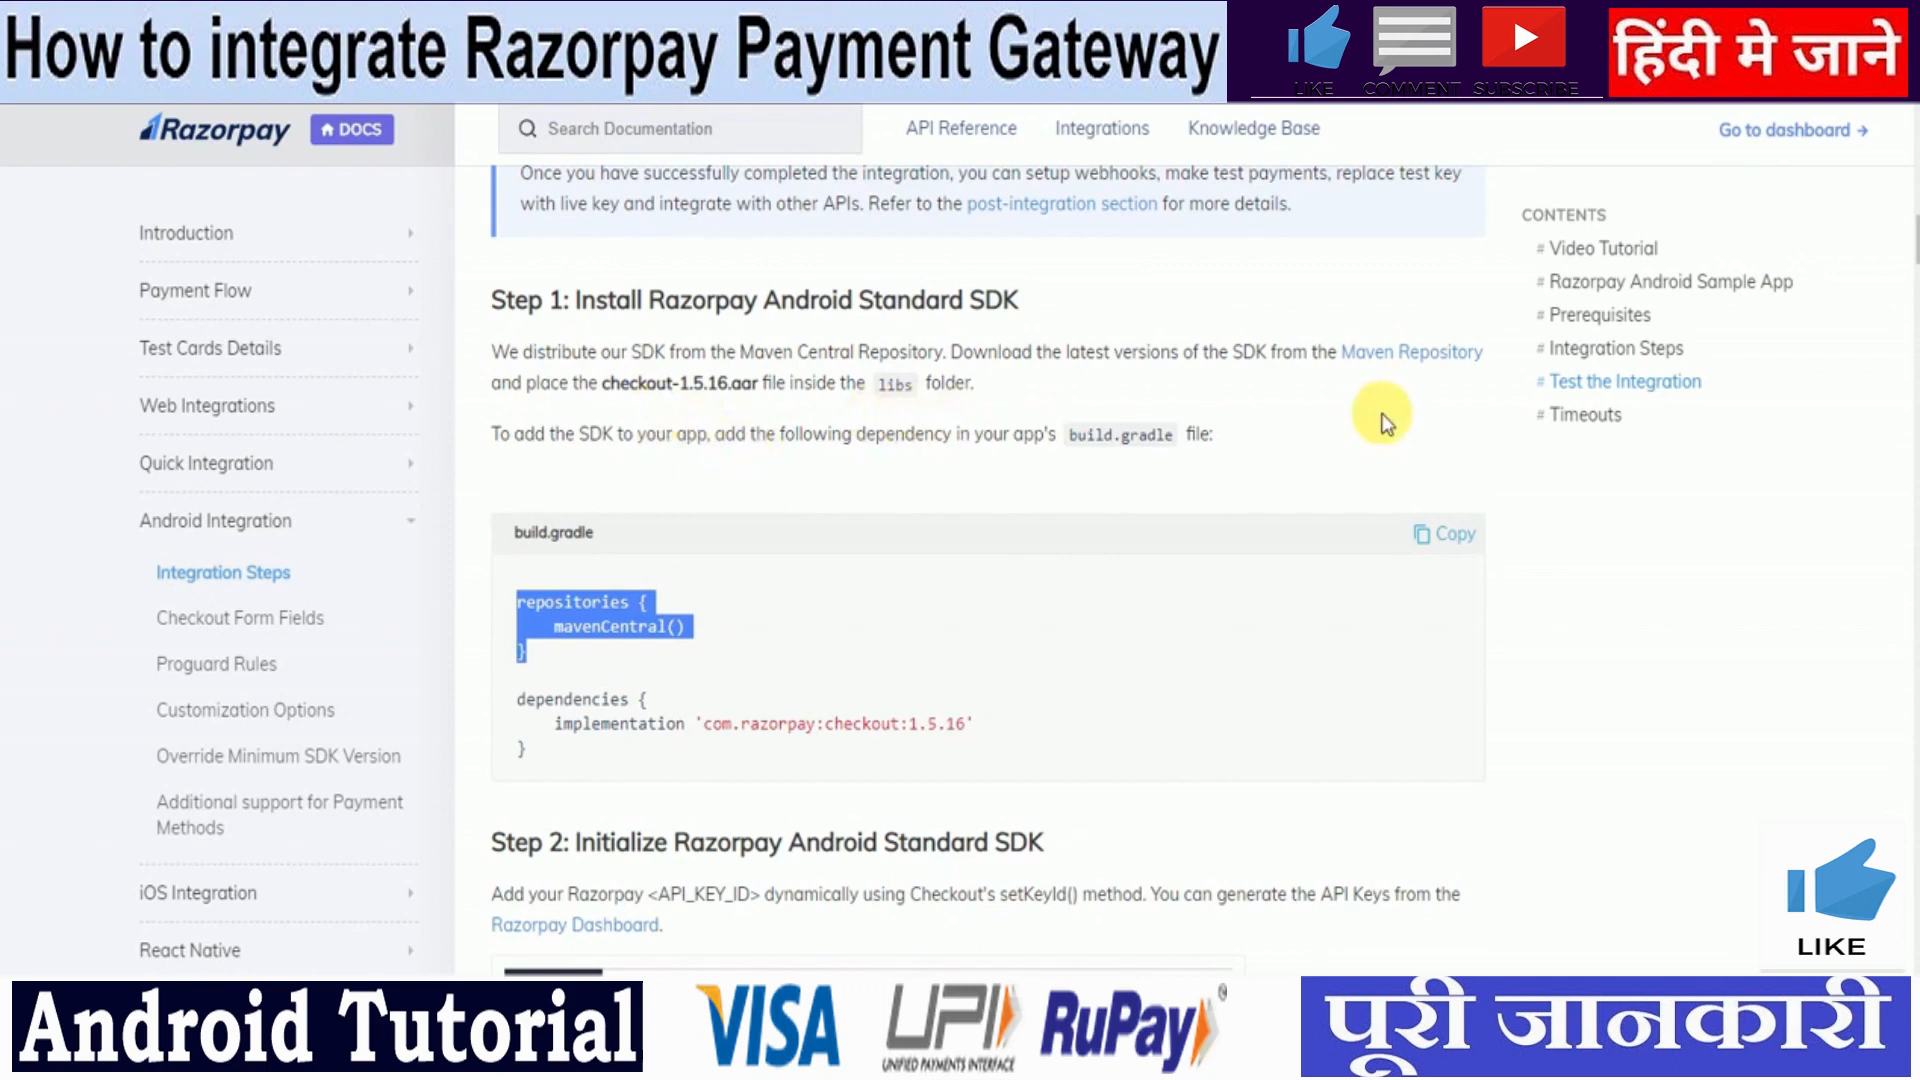 How to integrate Razorpay Payment Gateway
LIKE
COMMENT
SUBSCRIBE
हिंदी मे जाने
Razorpay
DOCS
Search Documentation
API Reference
Integrations
Knowledge Base
Go to dashboard
Introduction
Payment Flow
Test Cards Details
Web Integrations
Quick Integration
Android Integration
Integration Steps
Checkout Form Fields
Proguard Rules
Customization Options
Override Minimum SDK Version
Additional support for Payment
Methods
iOS Integration
React Native
Once you have successfully completed the integration, you can setup webhooks, make test payments, replace test key
with live key and integrate with other APIs. Refer to the post-integration section for more details.
Step 1: Install Razorpay Android Standard SDK
We distribute our SDK from the Maven Central Repository. Download the latest versions of the SDK from the Maven Repository
and place the checkout-1.5.16.aar file inside the libs folder.
To add the SDK to your app, add the following dependency in your app's build.gradle file:
build.gradle
Copy
repositories {
mavenCentral()
}
dependencies {
implementation 'com.razorpay:checkout:1.5.16'
}
Step 2: Initialize Razorpay Android Standard SDK
Add your Razorpay <API_KEY_ID> dynamically using Checkout's setKeyId() method. You can generate the API Keys from the
Razorpay Dashboard.
CONTENTS
# Video Tutorial
# Razorpay Android Sample App
# Prerequisites
# Integration Steps
# Test the Integration
# Timeouts
LIKE
Android Tutorial
VISA
UPI
UNIFIED PAYMENTS INTERFACE
RuPay
®
पूरी जानकारी